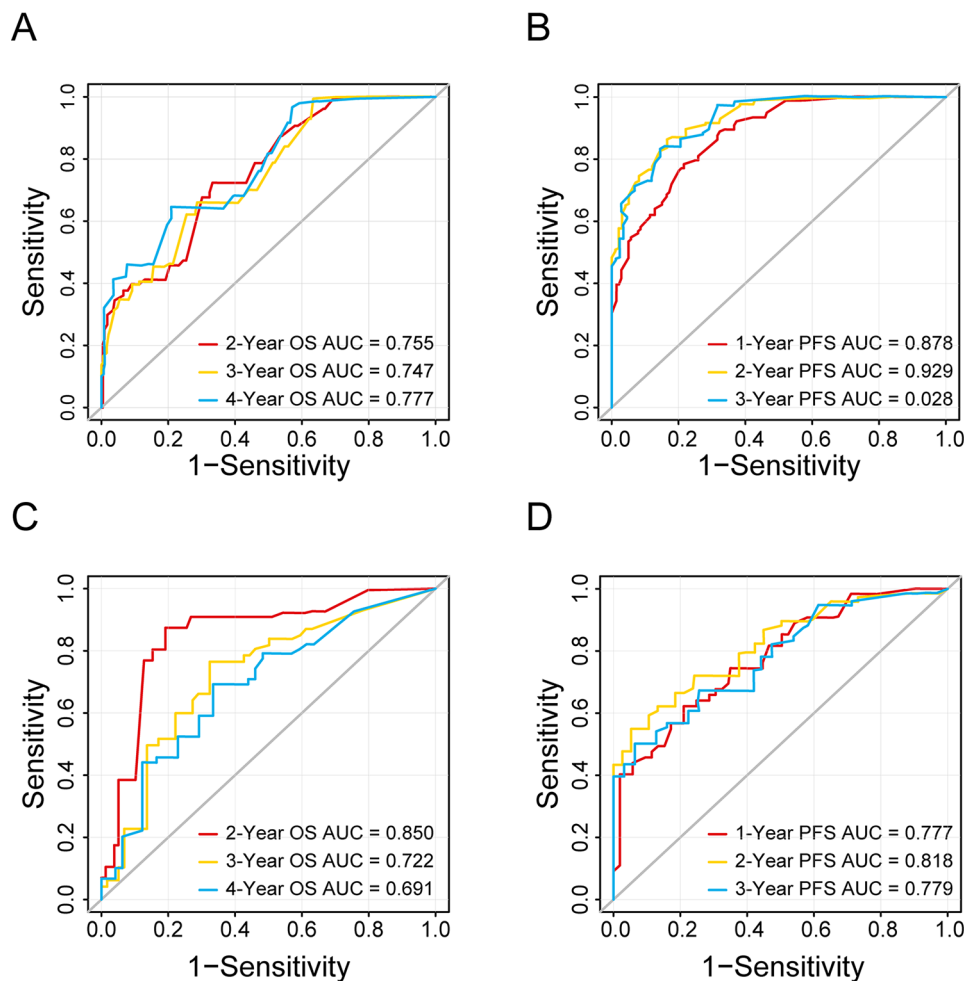 A
Sensitivity
1.0
0.8
0.6
0.4
0.2
0.0
2-Year OS AUC = 0.755
3-Year OS AUC = 0.747
4-Year OS AUC = 0.777
0.0 0.2 0.4 0.6 0.8 1.0
1−Sensitivity
B
Sensitivity
1.0
0.8
0.6
0.4
0.2
0.0
1-Year PFS AUC = 0.878
2-Year PFS AUC = 0.929
3-Year PFS AUC = 0.028
0.0 0.2 0.4 0.6 0.8 1.0
1−Sensitivity
C
Sensitivity
1.0
0.8
0.6
0.4
0.2
0.0
2-Year OS AUC = 0.850
3-Year OS AUC = 0.722
4-Year OS AUC = 0.691
0.0 0.2 0.4 0.6 0.8 1.0
1−Sensitivity
D
Sensitivity
1.0
0.8
0.6
0.4
0.2
0.0
1-Year PFS AUC = 0.777
2-Year PFS AUC = 0.818
3-Year PFS AUC = 0.779
0.0 0.2 0.4 0.6 0.8 1.0
1−Sensitivity